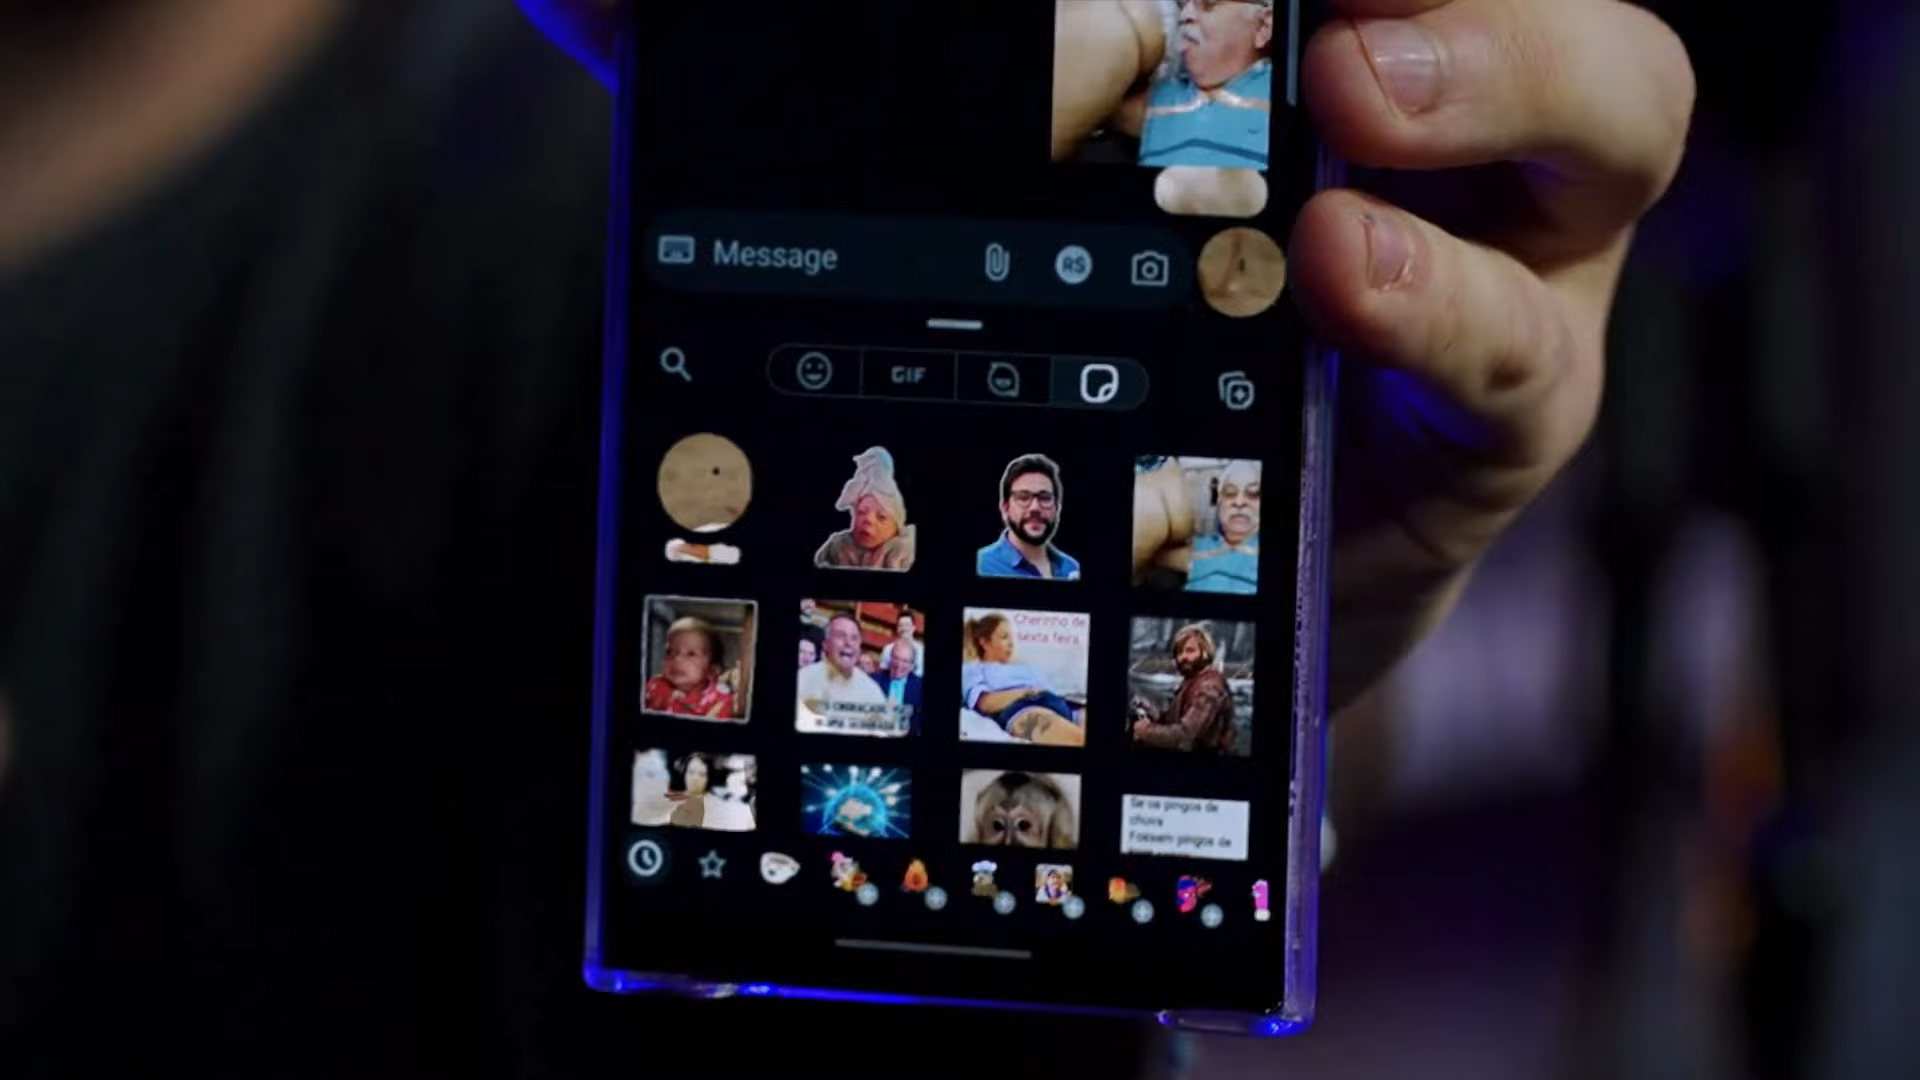 Message
R$
GIF
Cheirinho de
sexta feira
Se os pingos de
chuva
Fossem pingos de